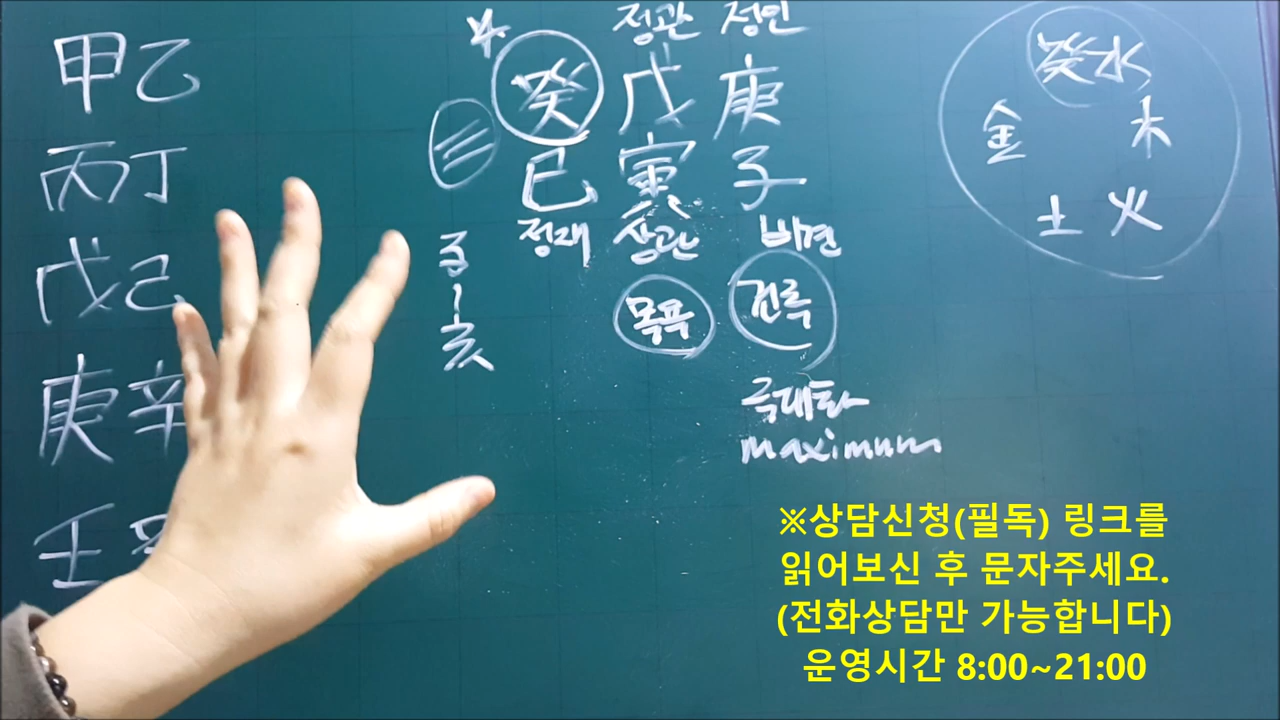 甲乙
丙丁
戊己
庚辛
壬
정관 정인
癸 戊 庚
巳 寅 子
정재 상관 비견
목표 건록
극대화
maximum
亥
癸水
金 木
土 火
※상담신청(필독) 링크를
읽어보신 후 문자주세요.
(전화상담만 가능합니다)
운영시간 8:00~21:00